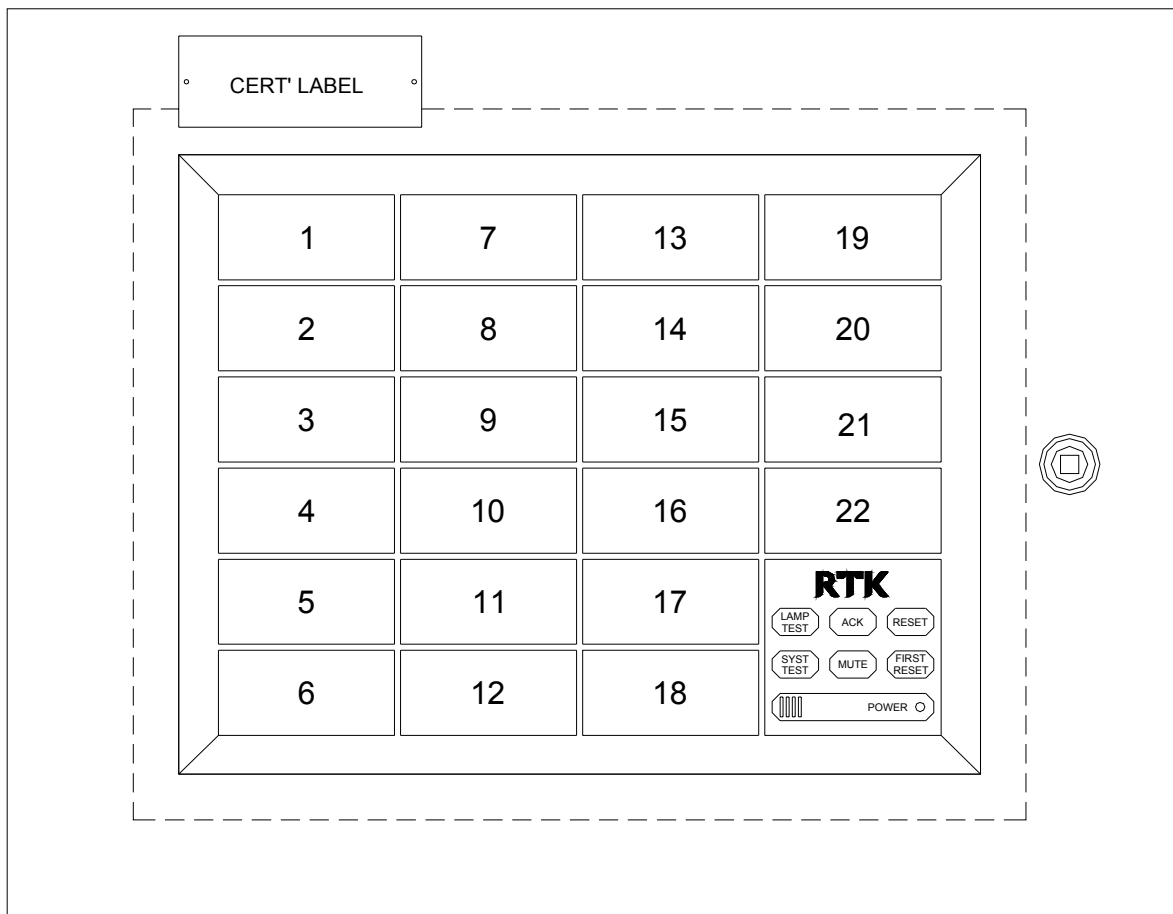 CERT' LABEL
1 7 13 19
2 8 14 20
3 9 15 21
4 10 16 22
5 11 17
6 12 18
RTK
LAMP
TEST
ACK
RESET
SYST
TEST
MUTE
FIRST
RESET
POWER